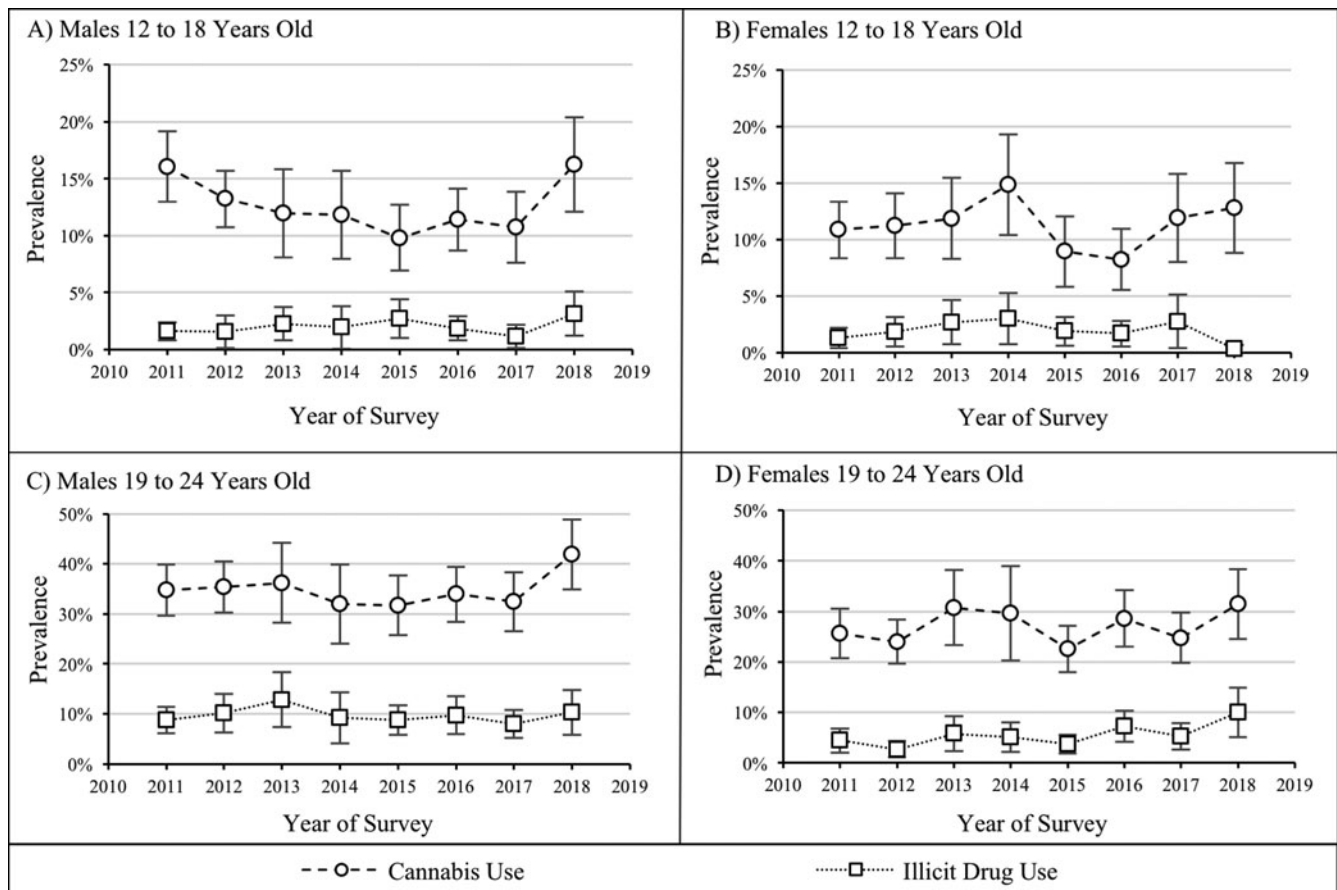 A) Males 12 to 18 Years Old
25%
20%
15%
10%
5%
0%
Prevalence
2010 2011 2012 2013 2014 2015 2016 2017 2018 2019
Year of Survey
B) Females 12 to 18 Years Old
25%
20%
15%
10%
5%
0%
Prevalence
2010 2011 2012 2013 2014 2015 2016 2017 2018 2019
Year of Survey
C) Males 19 to 24 Years Old
50%
40%
30%
20%
10%
0%
Prevalence
2010 2011 2012 2013 2014 2015 2016 2017 2018 2019
Year of Survey
D) Females 19 to 24 Years Old
50%
40%
30%
20%
10%
0%
Prevalence
2010 2011 2012 2013 2014 2015 2016 2017 2018 2019
Year of Survey
Cannabis Use
Illicit Drug Use